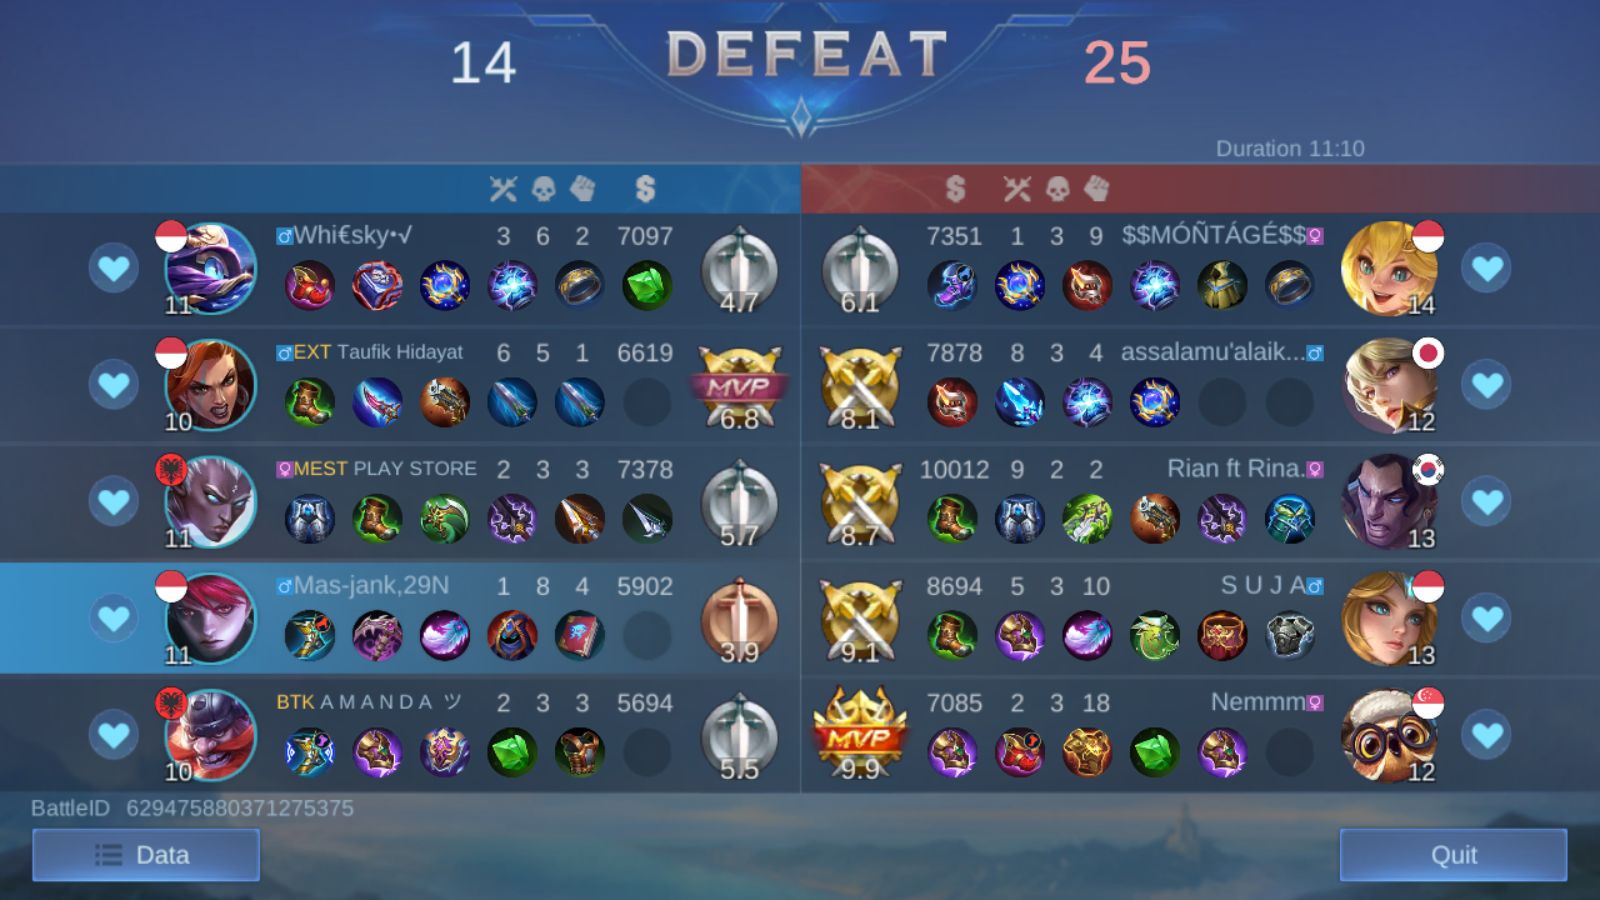 14 DEFEAT 25
Duration 11:10
Whi€sky•√ 3 6 2 7097 4.7
11
6.1 7351 1 3 9 $$MÓÑTÁGÉ$$
14
EXT Taufik Hidayat 3 6 5 1 6619 MVP 6.8
10
8.1 7878 8 3 4 assalamu'alaik...
12
MEST PLAY STORE 2 3 3 7378 5.7
11
8.7 10012 9 2 2 Rian ft Rina.
13
Mas-jank,29N 1 8 4 5902 3.9
11
9.1 8694 5 3 10 S U J A
13
BTK A M A N D A ツ 2 3 3 5694 5.5
10
MVP 9.9 7085 2 3 18 Nemmm
12
BattleID 629475880371275375
Data
Quit